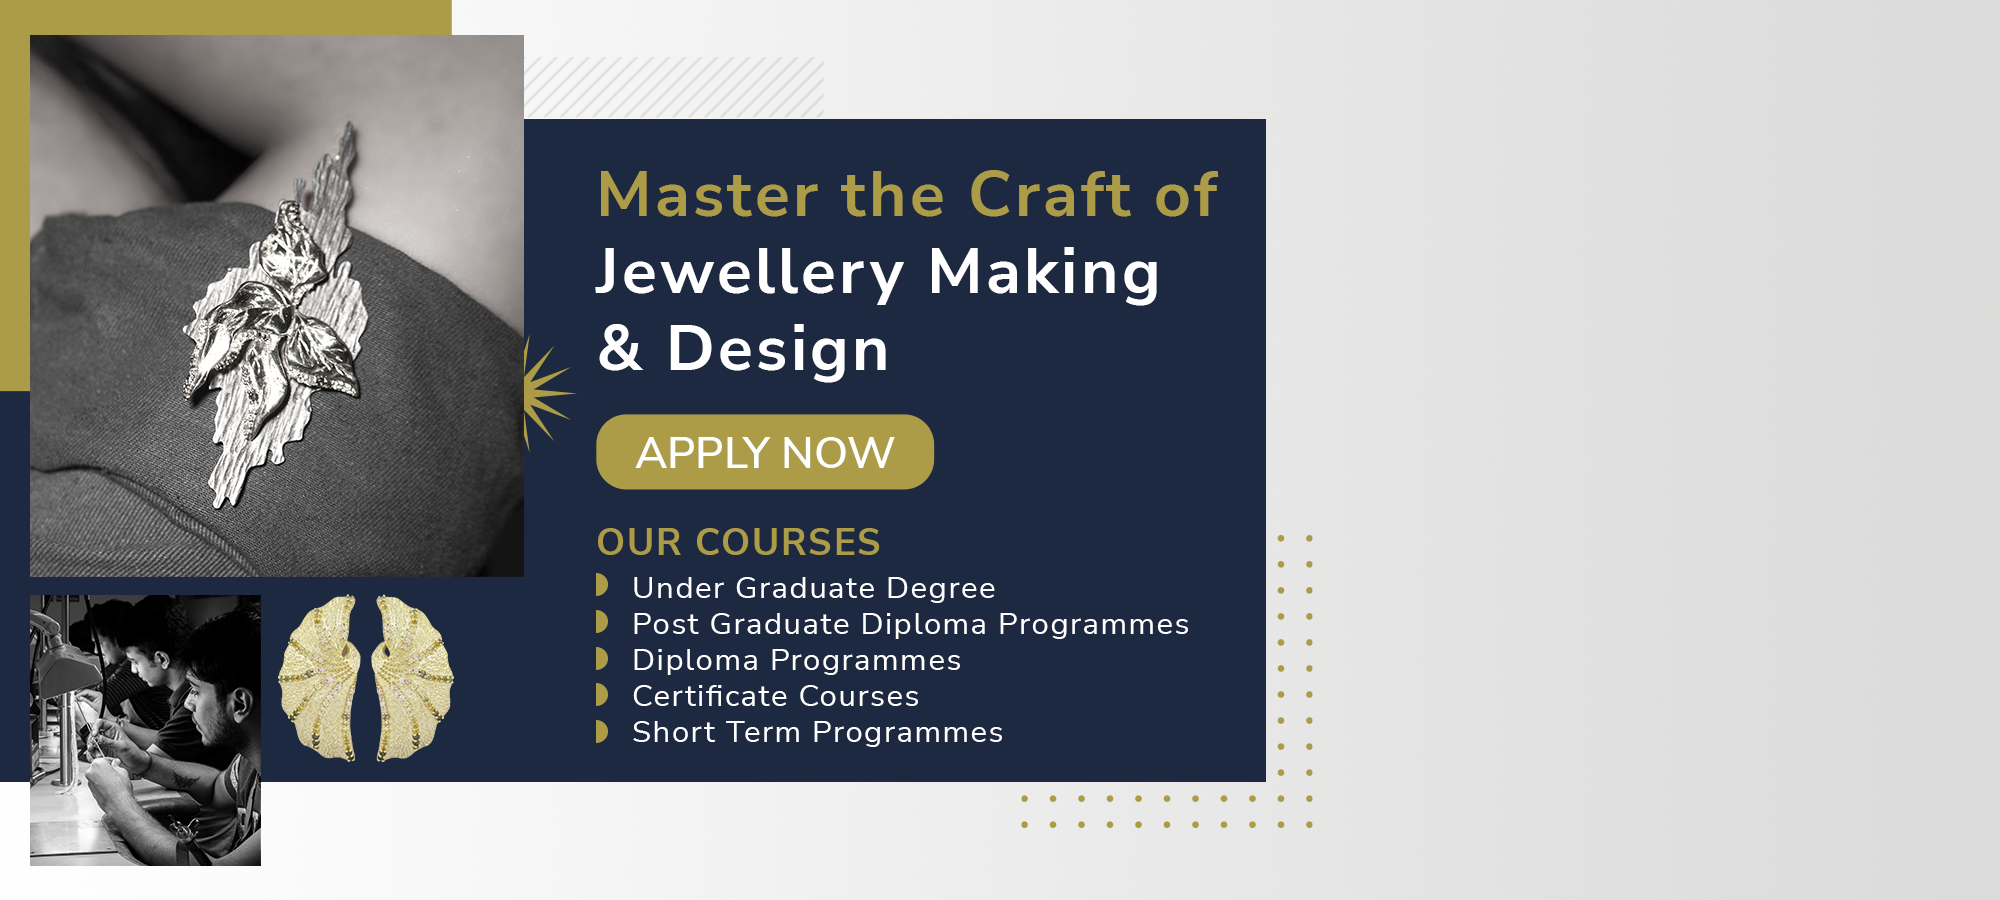 Master the Craft of
Jewellery Making
& Design
APPLY NOW
OUR COURSES
Under Graduate Degree
Post Graduate Diploma Programmes
Diploma Programmes
Certificate Courses
Short Term Programmes